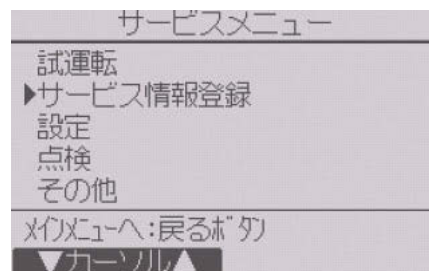 サービスメニュー
試運転
▶サービス情報登録
設定
点検
その他
ﾒｲﾝﾒﾆｭｰへ:戻るﾎﾞﾀﾝ
▼カーソル▲